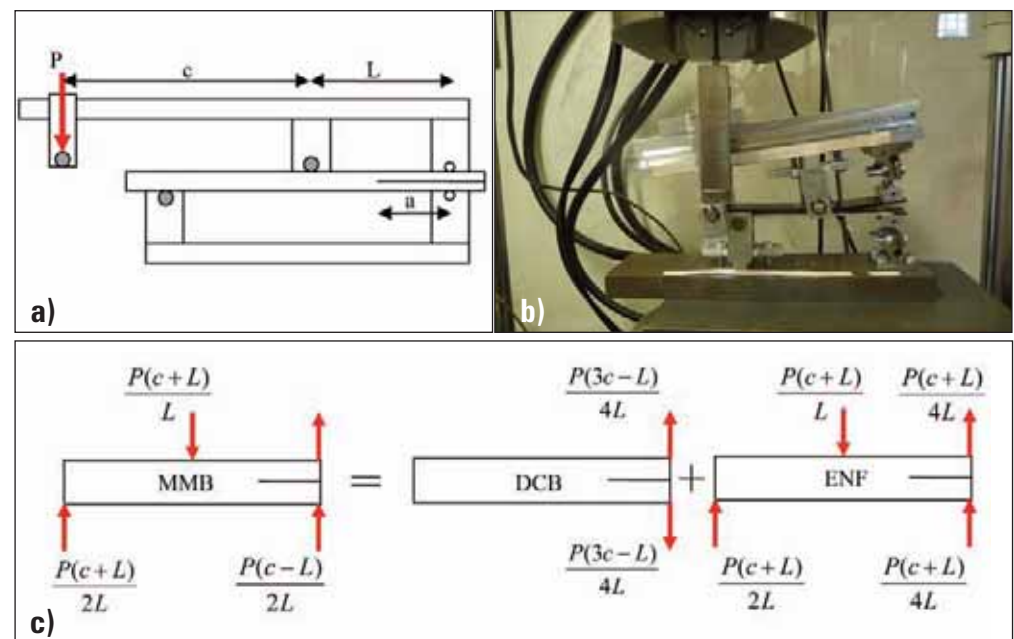 P
c
L
a
a)
b)
P(c+L)/L
P(3c−L)/4L
P(c+L)/L
P(c+L)/4L
MMB
=
DCB
+
ENF
P(c+L)/2L
P(c−L)/2L
P(3c−L)/4L
P(c+L)/2L
P(c+L)/4L
c)